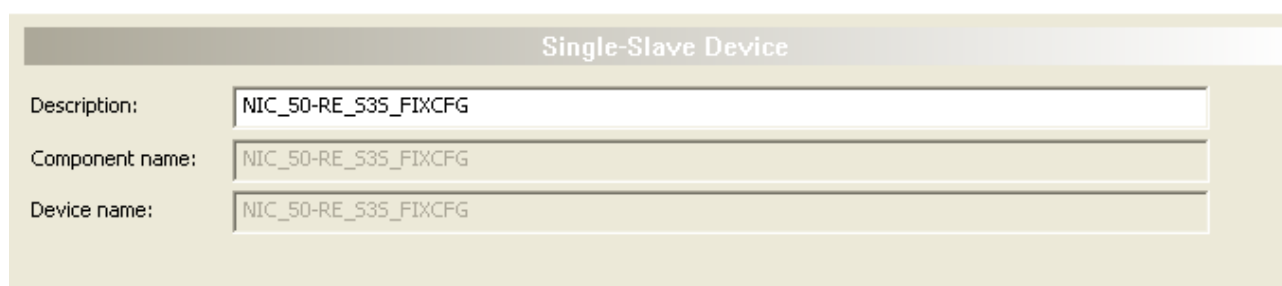 Single-Slave Device
Description: NIC_50-RE_S3S_FIXCFG
Component name: NIC_50-RE_S3S_FIXCFG
Device name: NIC_50-RE_S3S_FIXCFG